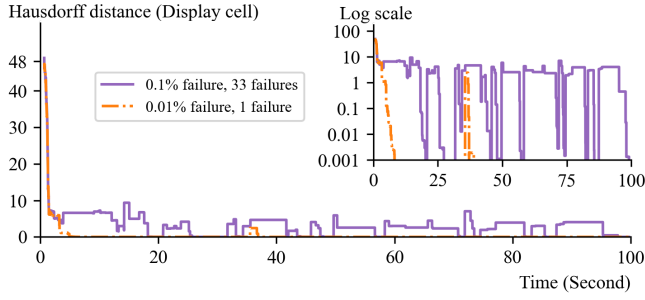 Hausdorff distance (Display cell)
Log scale
48
40
30
20
10
0
0.1% failure, 33 failures
0.01% failure, 1 failure
100
10
1
0.1
0.01
0.001
0 25 50 75 100
0 20 40 60 80 100
Time (Second)